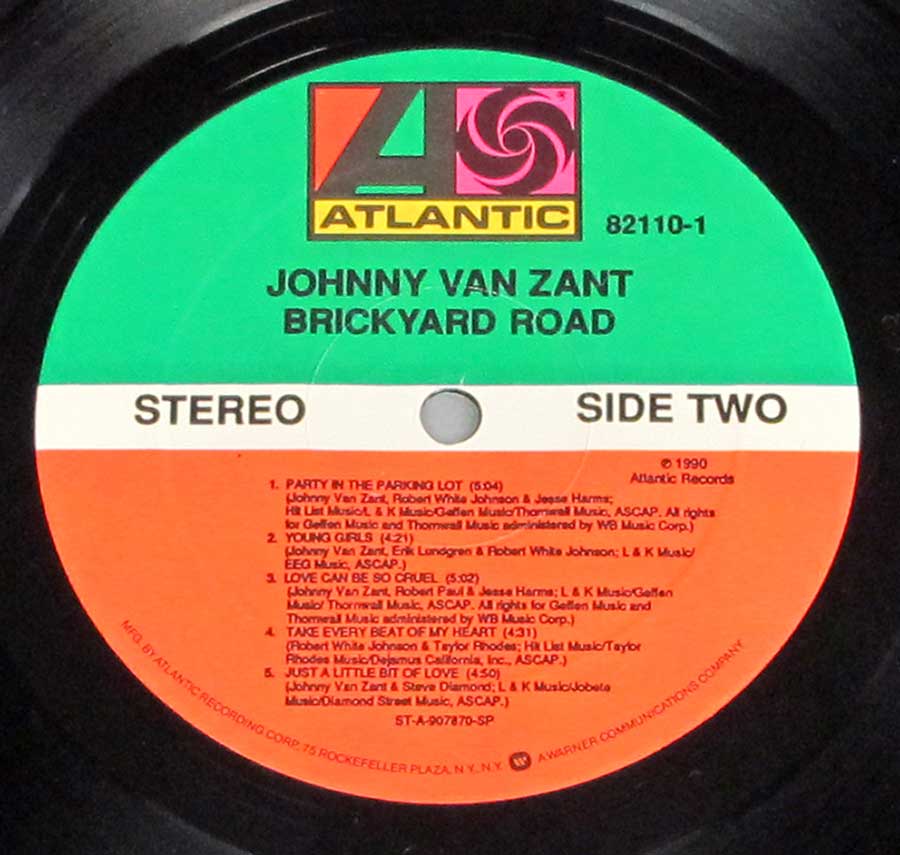 ATLANTIC
82110-1
JOHNNY VAN ZANT
BRICKYARD ROAD
STEREO
SIDE TWO
℗ 1990
Atlantic Records
1. PARTY IN THE PARKING LOT (5:04)
(Johnny Van Zant, Robert White Johnson & Jesse Harms;
Hit List Music/L & K Music/Geffen Music/Thornwall Music, ASCAP. All rights
for Geffen Music and Thornwall Music administered by WB Music Corp.)
2. YOUNG GIRLS (4:21)
(Johnny Van Zant, Erik Lundgren & Robert White Johnson; L & K Music/
EEG Music, ASCAP.)
3. LOVE CAN BE SO CRUEL (5:02)
(Johnny Van Zant, Robert Paul & Jesse Harms; L & K Music/Geffen
Music/ Thornwall Music, ASCAP. All rights for Geffen Music and
Thornwall Music administered by WB Music Corp.)
4. TAKE EVERY BEAT OF MY HEART (4:31)
(Robert White Johnson & Taylor Rhodes; Hit List Music/Taylor
Rhodes Music/Dejamus California, Inc., ASCAP.)
5. JUST A LITTLE BIT OF LOVE (4:50)
(Johnny Van Zant & Steve Diamond; L & K Music/Jobete
Music/Diamond Street Music, ASCAP.)
ST-A-907870-SP
MFG. BY ATLANTIC RECORDING CORP., 75 ROCKEFELLER PLAZA, N.Y., N.Y. A WARNER COMMUNICATIONS COMPANY